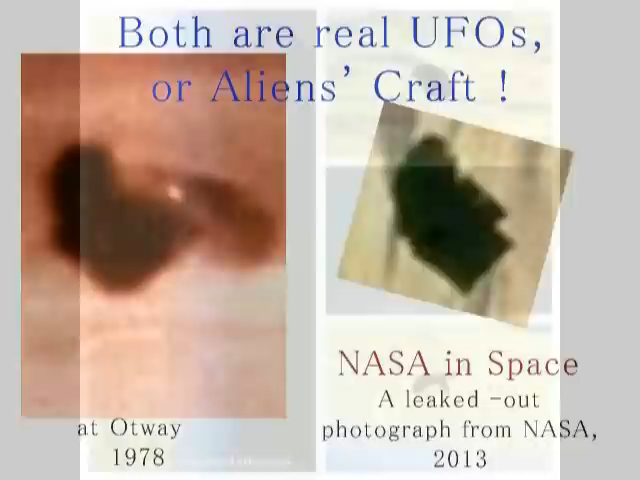 Both are real UFOs,
or Aliens' Craft !
at Otway
1978
NASA in Space
A leaked -out
photograph from NASA,
2013